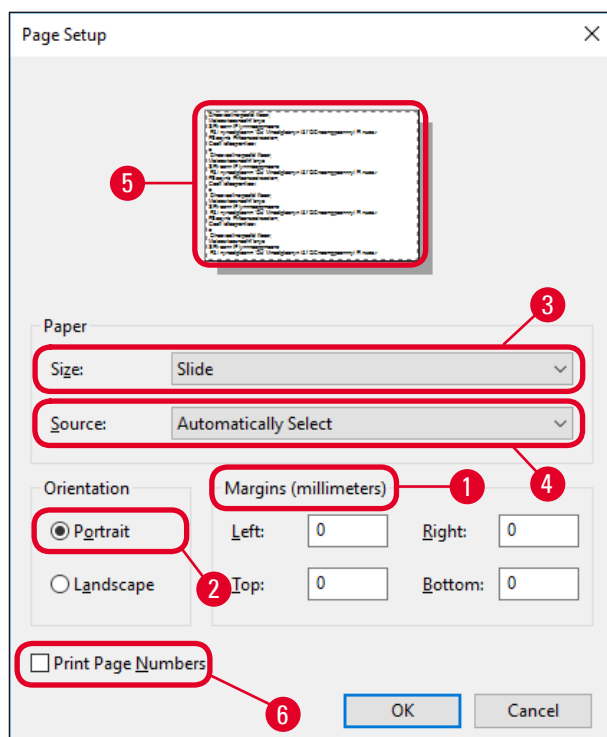 Page Setup
5
3
Paper
Size: Slide
Source: Automatically Select
4
Orientation
Margins (millimeters)
1
Portrait
Left: 0 Right: 0
2
Landscape
Top: 0 Bottom: 0
Print Page Numbers
6
OK Cancel